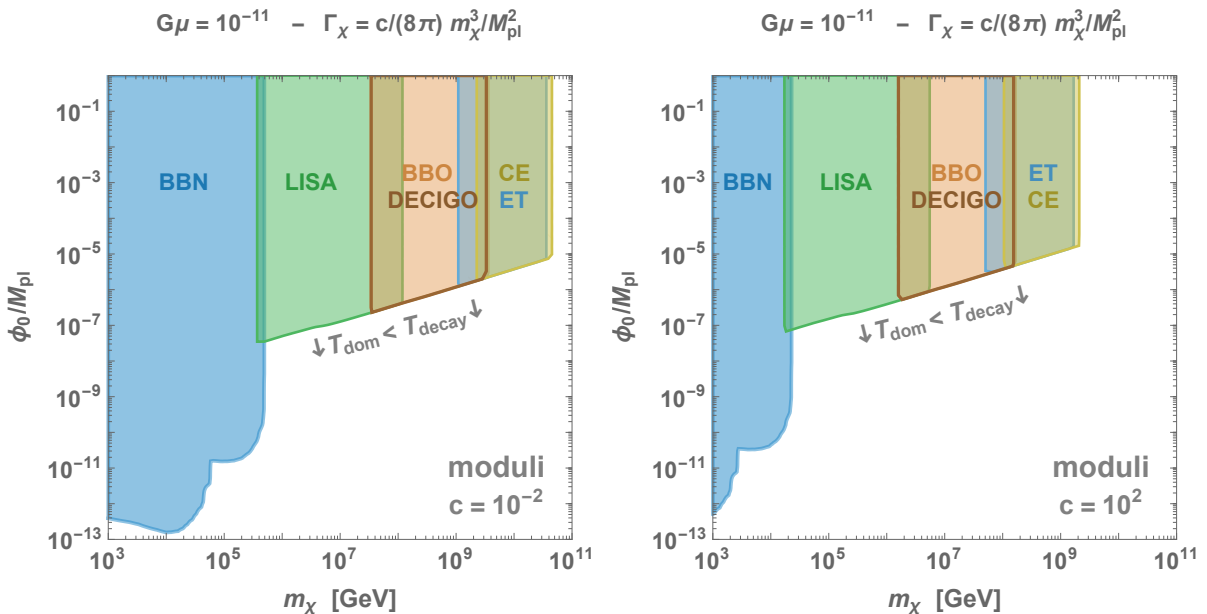 Gμ = 10⁻¹¹ – Γχ = c/(8π) mχ³/Mpl²
10⁻¹
10⁻³
10⁻⁵
10⁻⁷
10⁻⁹
10⁻¹¹
10⁻¹³
ϕ₀/Mpl
BBN
LISA
BBO
DECIGO
CE
ET
↓ Tdom < Tdecay ↓
moduli
c = 10⁻²
10³ 10⁵ 10⁷ 10⁹ 10¹¹
mχ [GeV]
Gμ = 10⁻¹¹ – Γχ = c/(8π) mχ³/Mpl²
10⁻¹
10⁻³
10⁻⁵
10⁻⁷
10⁻⁹
10⁻¹¹
10⁻¹³
ϕ₀/Mpl
BBN
LISA
BBO
DECIGO
ET
CE
↓ Tdom < Tdecay ↓
moduli
c = 10²
10³ 10⁵ 10⁷ 10⁹ 10¹¹
mχ [GeV]